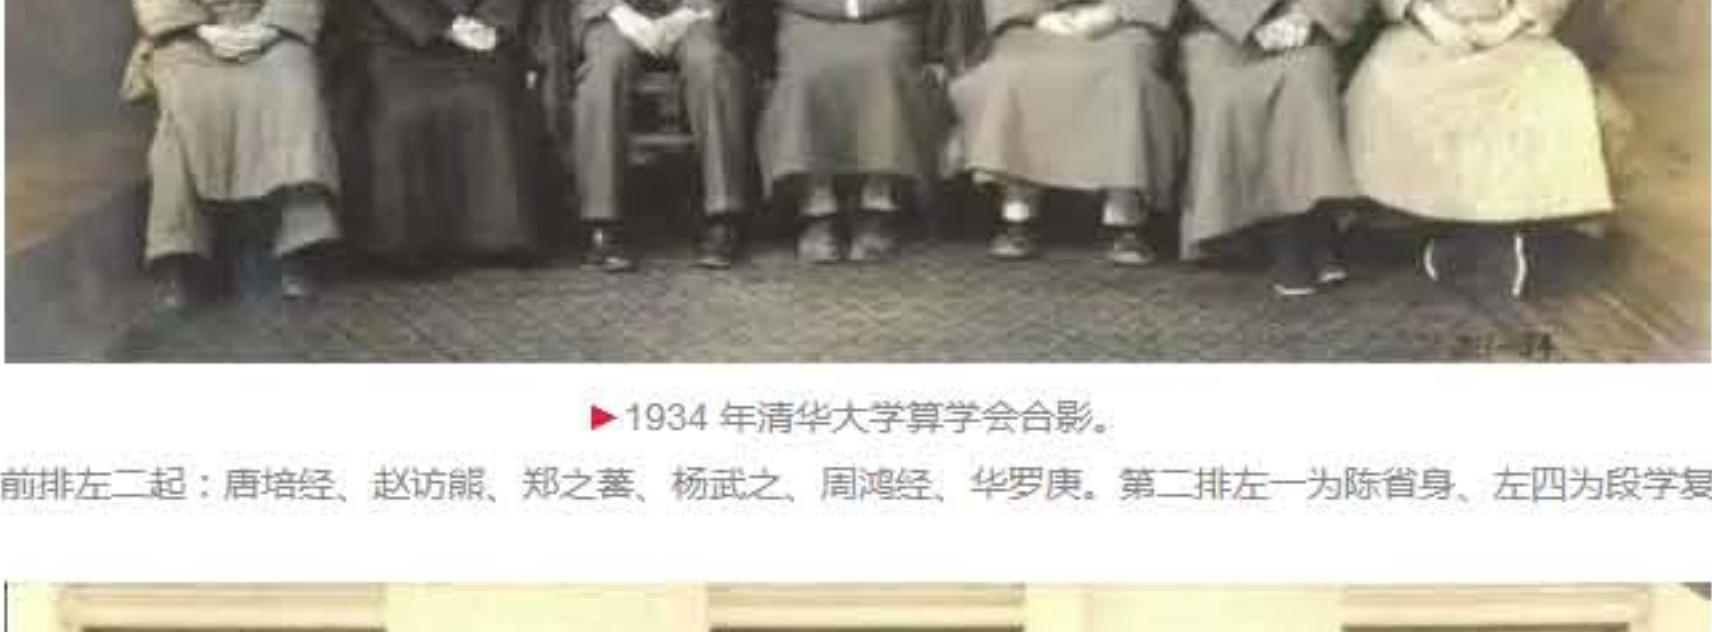 ▶1934 年清华大学算学会合影。
前排左二起：唐培经、赵访熊、郑之蕃、杨武之、周鸿经、华罗庚。第二排左一为陈省身、左四为段学复